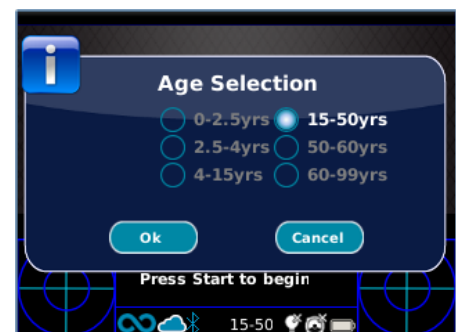 i
Age Selection
0-2.5yrs 15-50yrs
2.5-4yrs 50-60yrs
4-15yrs 60-99yrs
Ok Cancel
Press Start to begin
15-50